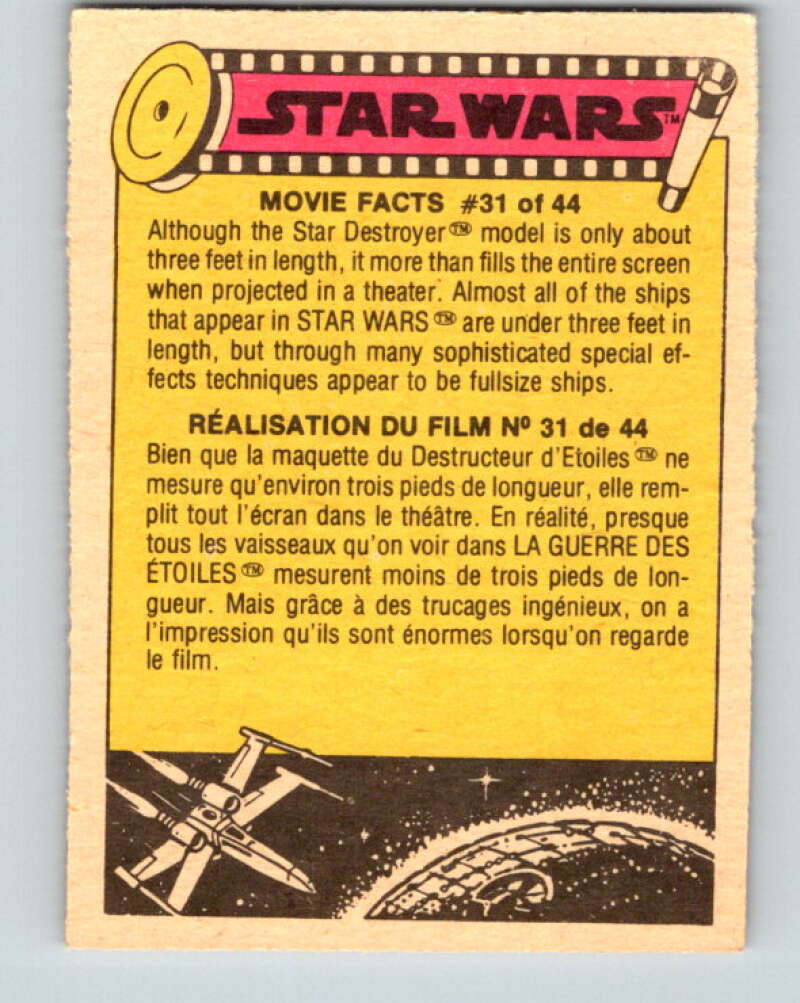 STAR WARS™
MOVIE FACTS #31 of 44
Although the Star Destroyer™ model is only about
three feet in length, it more than fills the entire screen
when projected in a theater. Almost all of the ships
that appear in STAR WARS™ are under three feet in
length, but through many sophisticated special ef-
fects techniques appear to be fullsize ships.
RÉALISATION DU FILM Nº 31 de 44
Bien que la maquette du Destructeur d'Etoiles™ ne
mesure qu'environ trois pieds de longueur, elle rem-
plit tout l'écran dans le théâtre. En réalité, presque
tous les vaisseaux qu'on voir dans LA GUERRE DES
ÉTOILES™ mesurent moins de trois pieds de lon-
gueur. Mais grâce à des trucages ingénieux, on a
l'impression qu'ils sont énormes lorsqu'on regarde
le film.